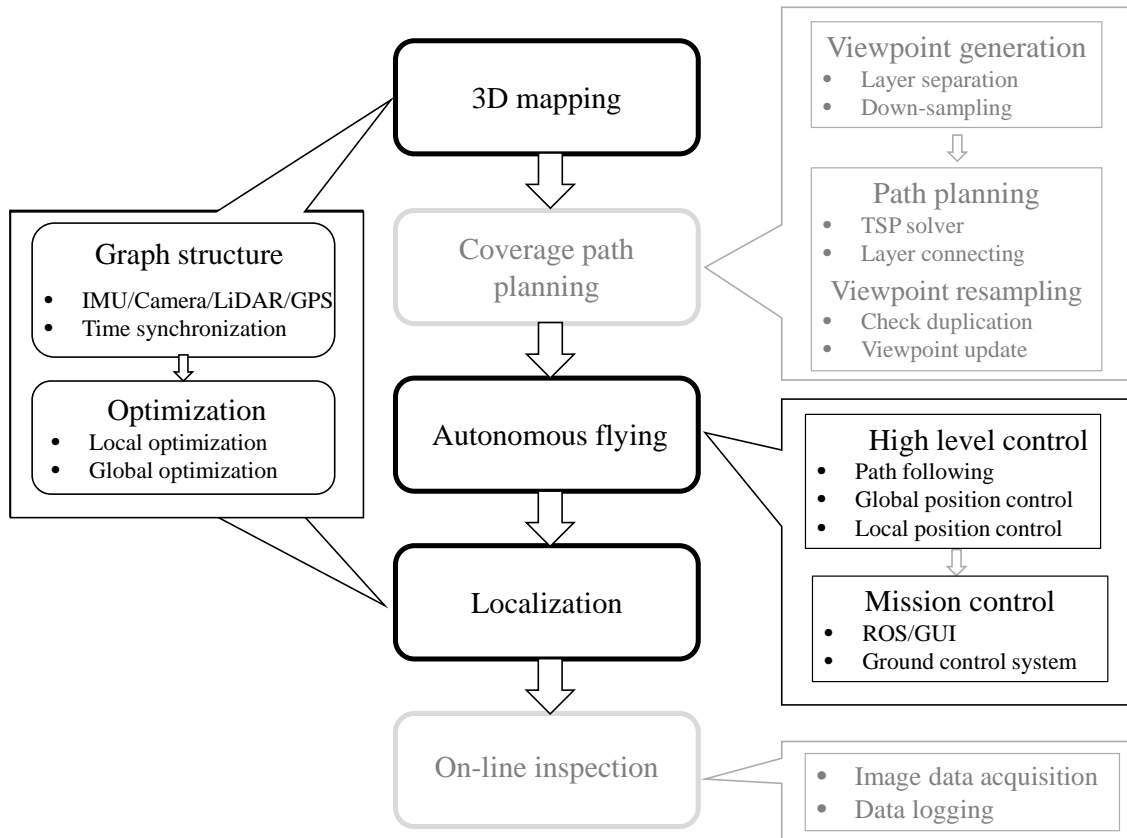 3D mapping
Coverage path
planning
Autonomous flying
Localization
On-line inspection
Graph structure
• IMU/Camera/LiDAR/GPS
• Time synchronization
Optimization
• Local optimization
• Global optimization
Viewpoint generation
• Layer separation
• Down-sampling
Path planning
• TSP solver
• Layer connecting
Viewpoint resampling
• Check duplication
• Viewpoint update
High level control
• Path following
• Global position control
• Local position control
Mission control
• ROS/GUI
• Ground control system
• Image data acquisition
• Data logging